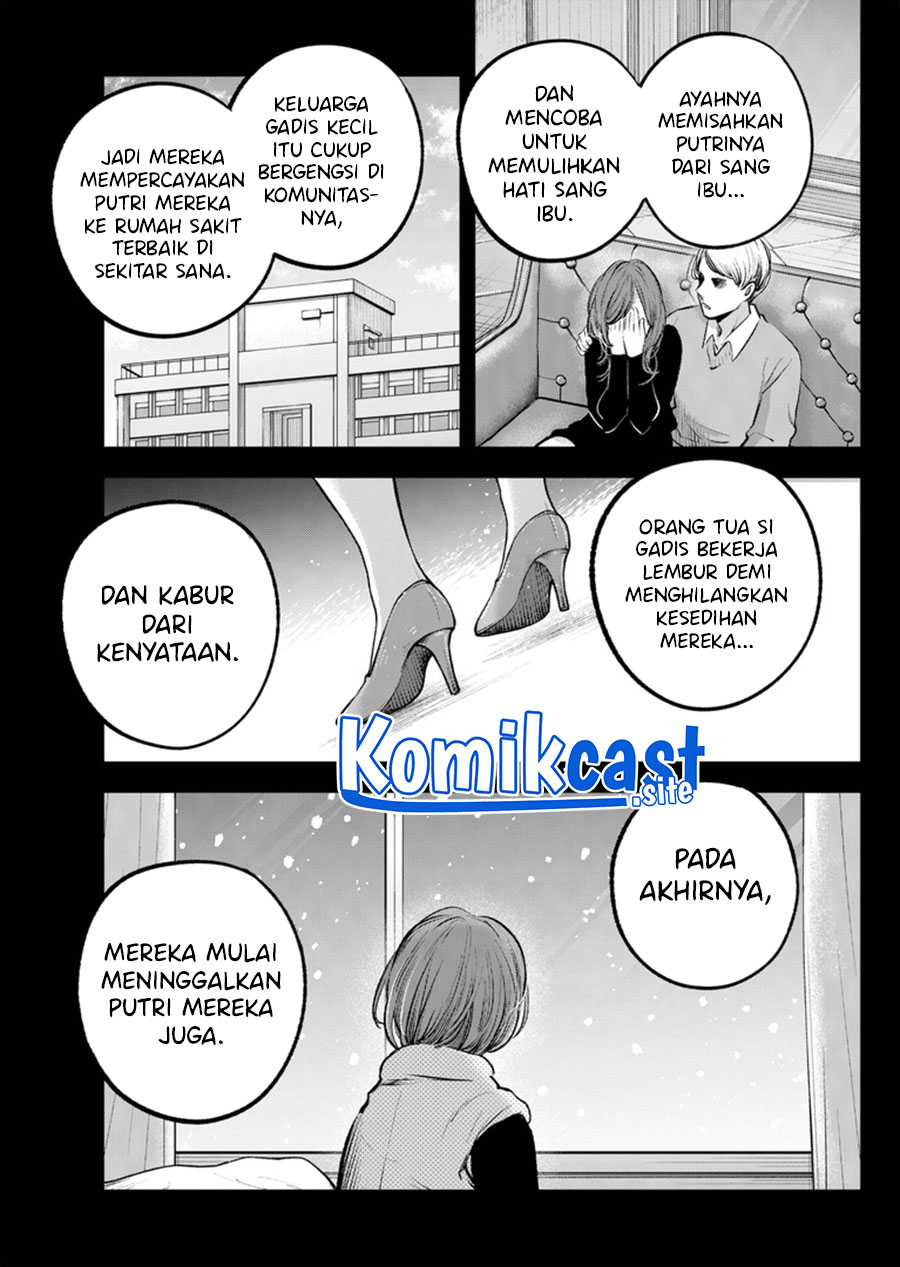 AYAHNYA
MEMISAHKAN
PUTRINYA
DARI SANG
IBU...
DAN
MENCOBA
UNTUK
MEMULIHKAN
HATI SANG
IBU.
KELUARGA
GADIS KECIL
ITU CUKUP
BERGENGSI DI
KOMUNITAS-
NYA,
JADI MEREKA
MEMPERCAYAKAN
PUTRI MEREKA
KE RUMAH SAKIT
TERBAIK DI
SEKITAR SANA.
ORANG TUA SI
GADIS BEKERJA
LEMBUR DEMI
MENGHILANGKAN
KESEDIHAN
MEREKA...
DAN KABUR
DARI
KENYATAAN.
Komikcast
.site
PADA
AKHIRNYA,
MEREKA MULAI
MENINGGALKAN
PUTRI MEREKA
JUGA.